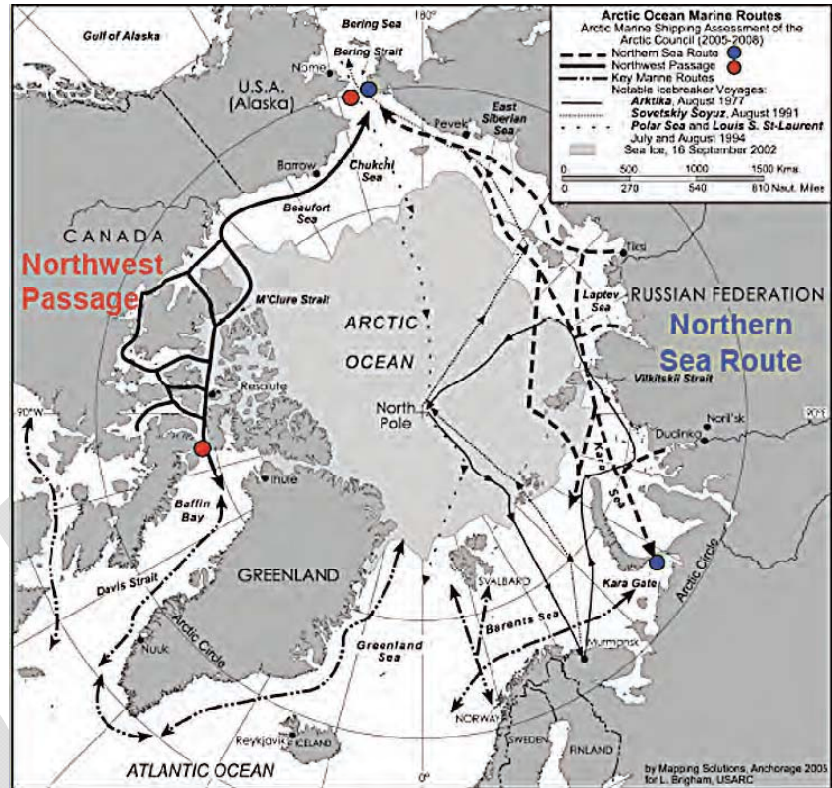 Arctic Ocean Marine Routes
Arctic Marine Shipping Assessment of the
Arctic Council (2005-2008)
Northern Sea Route
Northwest Passage
Key Marine Routes
Notable Icebreaker Voyages:
Arktika, August 1977
Sovetskiy Soyuz, August 1991
Polar Sea and Louis S. St-Laurent
July and August 1994
Sea Ice, 16 September 2002
0 500 1000 1500 Kms.
0 270 540 810 Naut. Miles
Bering Sea
180°
Gulf of Alaska
Bering Strait
Nome
U.S.A.
(Alaska)
East
Siberian
Sea
Pevek
Barrow
Chukchi
Sea
Beaufort
Sea
CANADA
Northwest
Passage
Tiksi
Laptev
Sea
RUSSIAN FEDERATION
Northern
Sea Route
M'Clure Strait
ARCTIC
OCEAN
Vilkitskii Strait
Resolute
90°W
North
Pole
Noril'sk
90°E
Dudinka
Kara
Sea
Baffin
Bay
GREENLAND
SVALBARD
Kara Gate
Arctic Circle
Davis Strait
Barents Sea
Nuuk
Arctic Circle
Greenland
Sea
Murmansk
NORWAY
Reykjavik
ICELAND
SWEDEN
FINLAND
ATLANTIC OCEAN
0°
by Mapping Solutions, Anchorage 2005
for L. Brigham, USARC